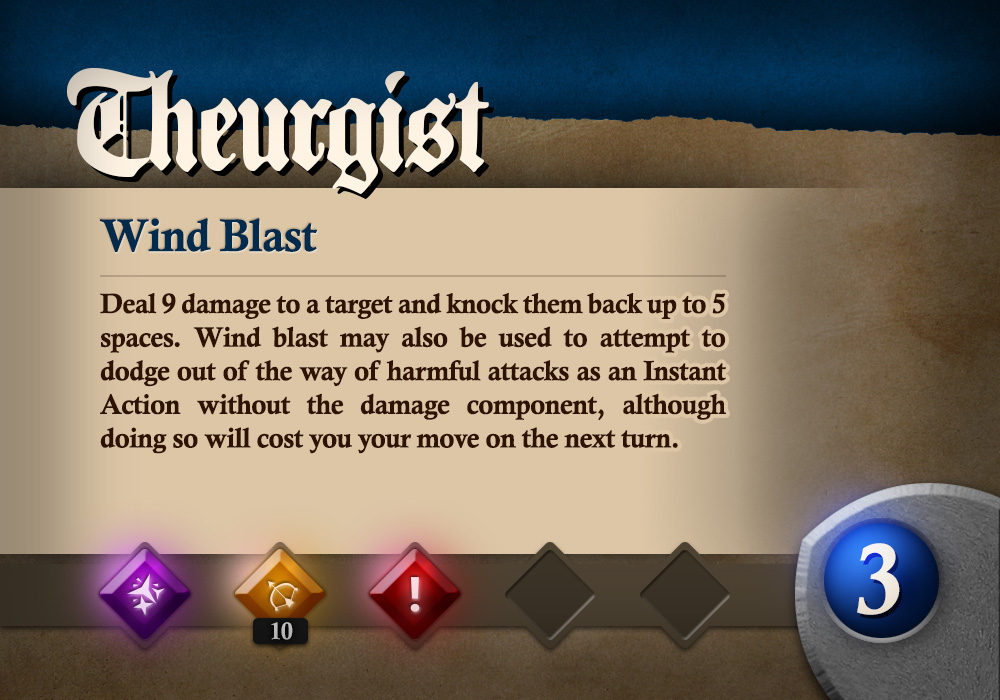 Theurgist
Wind Blast
Deal 9 damage to a target and knock them back up to 5
spaces. Wind blast may also be used to attempt to
dodge out of the way of harmful attacks as an Instant
Action without the damage component, although
doing so will cost you your move on the next turn.
!
10
3